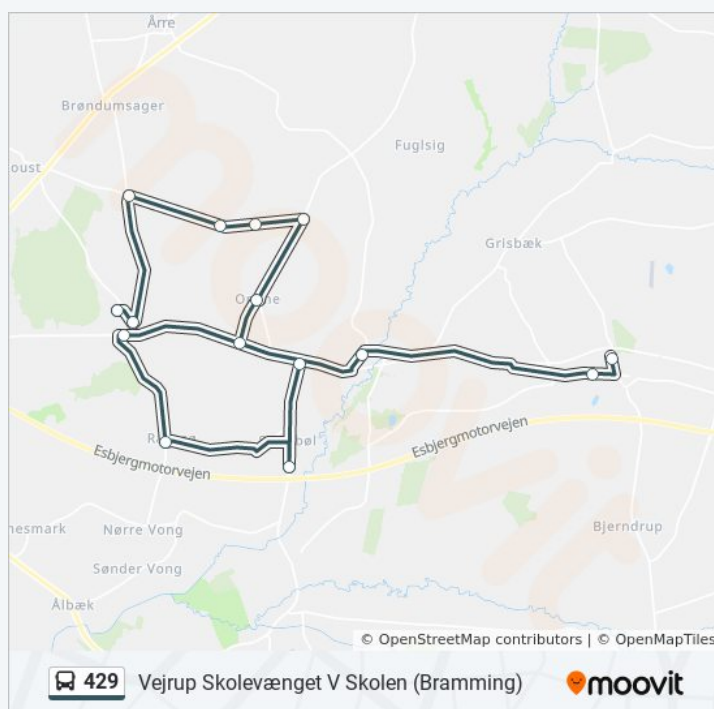 Årre
Brøndumsager
Fuglsig
oust
Grisbæk
Esbjergmotorvejen
Esbjergmotorvejen
nesmark
Nørre Vong
Bjerndrup
Sønder Vong
Ålbæk
moovit
© OpenStreetMap contributors | © OpenMapTiles
429 Vejrup Skolevænget V Skolen (Bramming) moovit